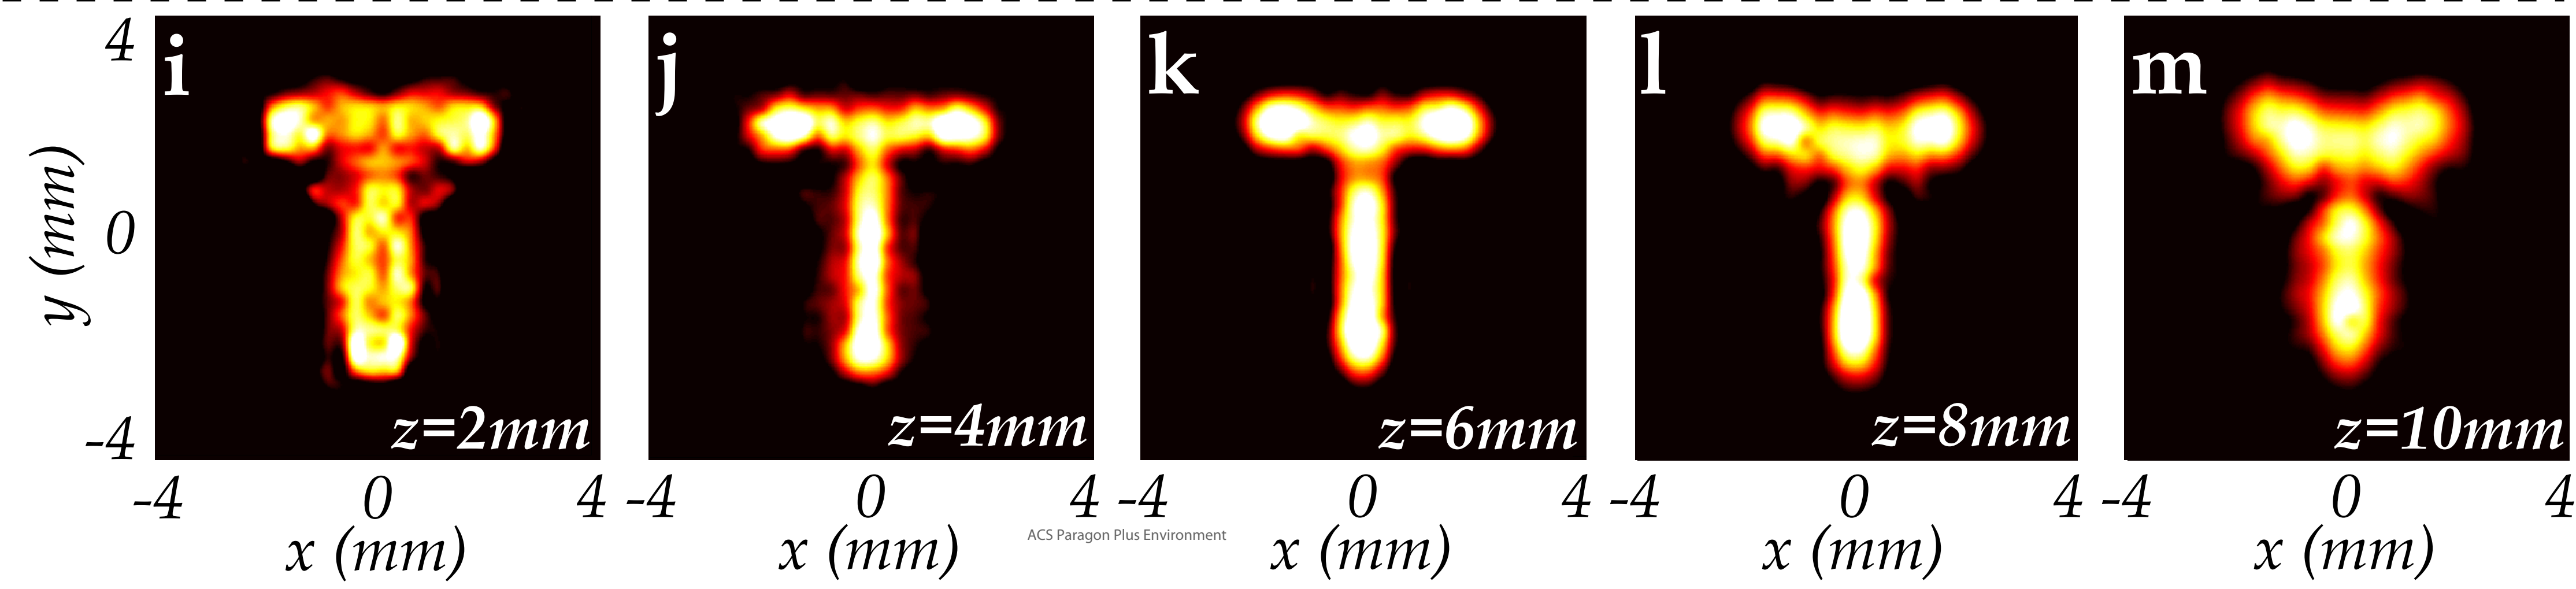 i j k l m
4
0
-4
y (mm)
z=2mm z=4mm z=6mm z=8mm z=10mm
-4 0 4 -4 0 4 -4 0 4 -4 0 4 -4 0 4
x (mm) x (mm) x (mm) x (mm) x (mm)
ACS Paragon Plus Environment